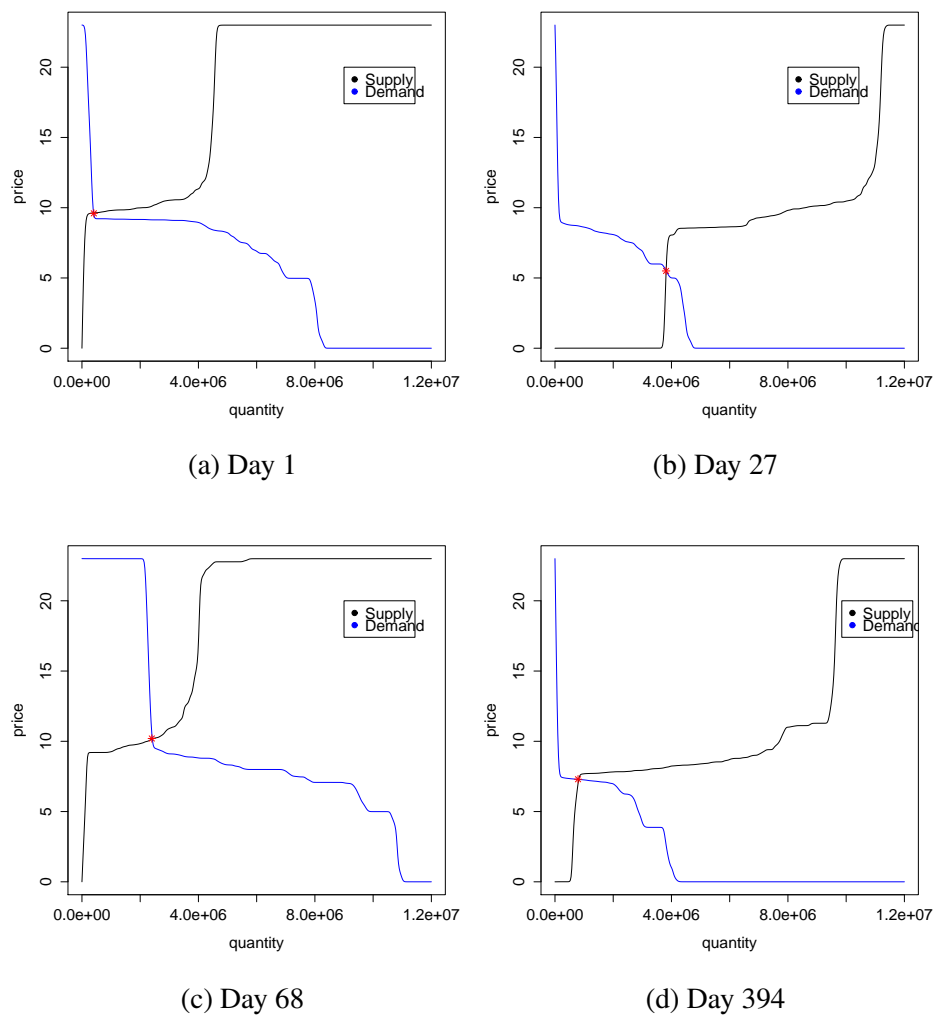 20
15
10
5
0
price
Supply
Demand
0.0e+00 4.0e+06 8.0e+06 1.2e+07
quantity
(a) Day 1
20
15
10
5
0
price
Supply
Demand
0.0e+00 4.0e+06 8.0e+06 1.2e+07
quantity
(b) Day 27
20
15
10
5
0
price
Supply
Demand
0.0e+00 4.0e+06 8.0e+06 1.2e+07
quantity
(c) Day 68
20
15
10
5
0
price
Supply
Demand
0.0e+00 4.0e+06 8.0e+06 1.2e+07
quantity
(d) Day 394